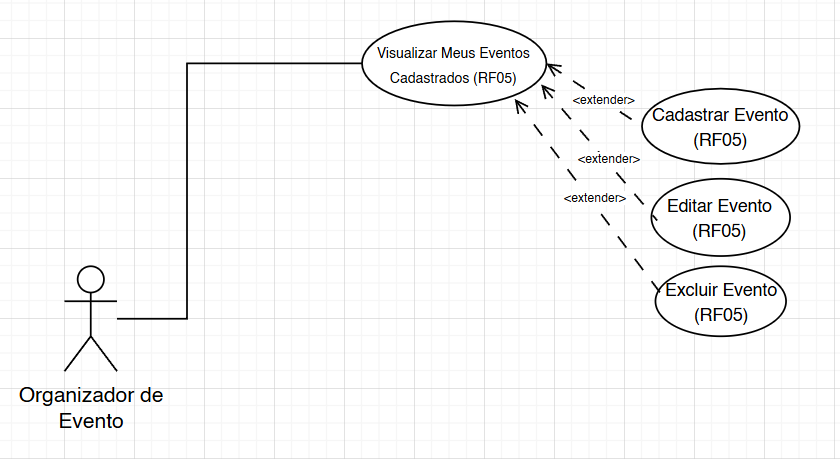 Visualizar Meus Eventos
Cadastrados (RF05)
<extender>
Cadastrar Evento
(RF05)
<extender>
<extender>
Editar Evento
(RF05)
Excluir Evento
(RF05)
Organizador de
Evento